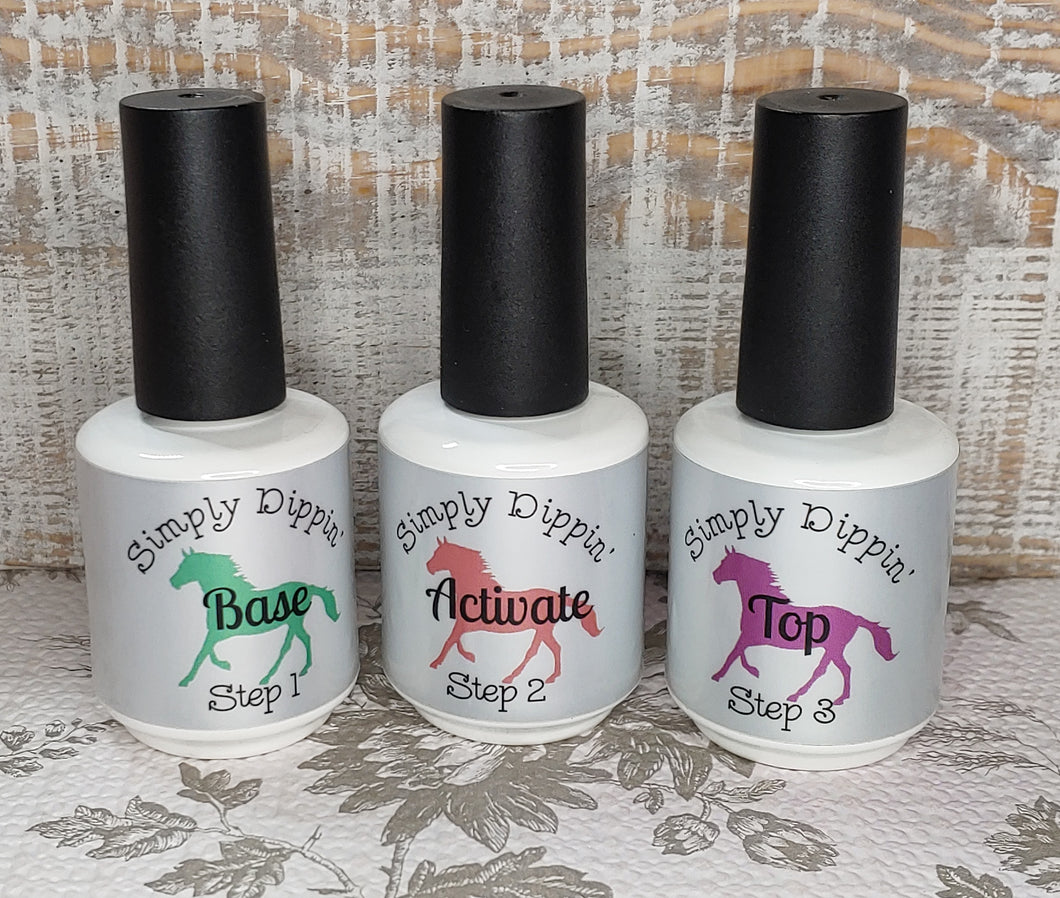 Simply Dippin'
Base
Step 1
Simply Dippin'
Activate
Step 2
Simply Dippin'
Top
Step 3